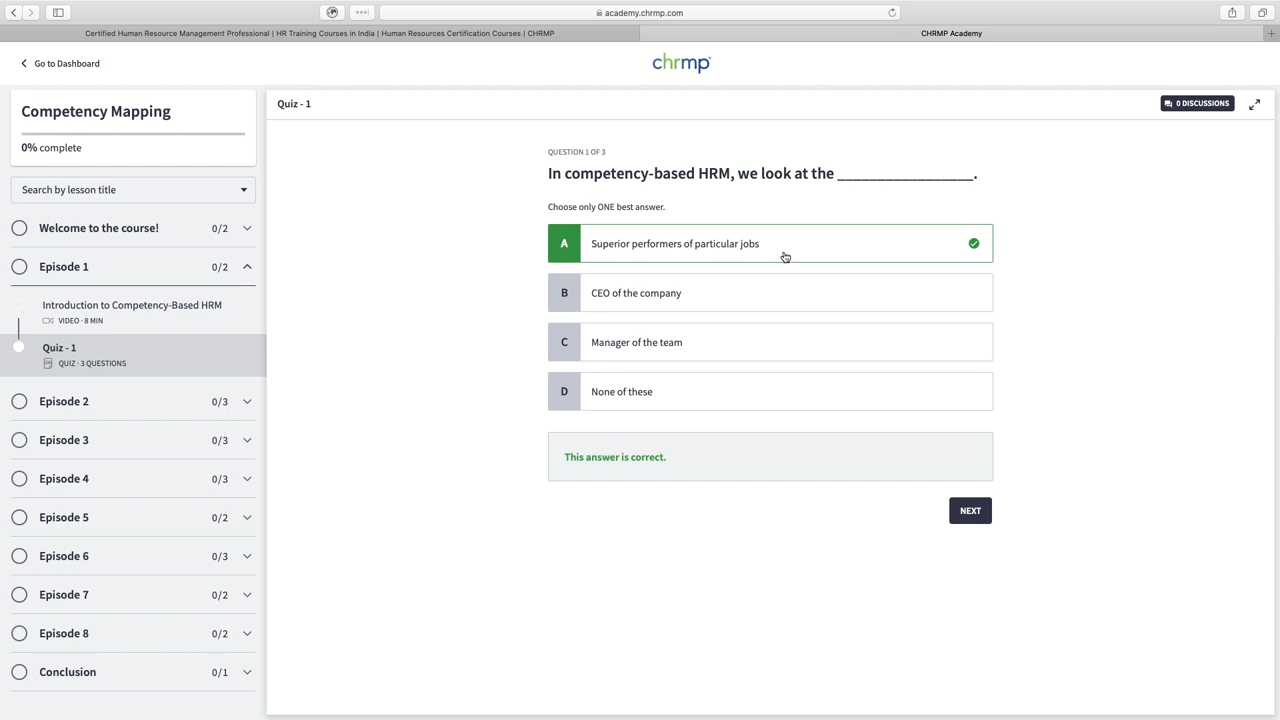 academy.chrmp.com
Certified Human Resource Management Professional | HR Training Courses in India | Human Resources Certification Courses | CHRMP
CHRMP Academy
Go to Dashboard
chrmp
Competency Mapping
0% complete
Search by lesson title
Welcome to the course! 0/2
Episode 1 0/2
Introduction to Competency-Based HRM
VIDEO · 8 MIN
Quiz - 1
QUIZ · 3 QUESTIONS
Episode 2 0/3
Episode 3 0/3
Episode 4 0/3
Episode 5 0/2
Episode 6 0/3
Episode 7 0/2
Episode 8 0/2
Conclusion 0/1
Quiz - 1
0 DISCUSSIONS
QUESTION 1 OF 3
In competency-based HRM, we look at the _________________.
Choose only ONE best answer.
A Superior performers of particular jobs
B CEO of the company
C Manager of the team
D None of these
This answer is correct.
NEXT